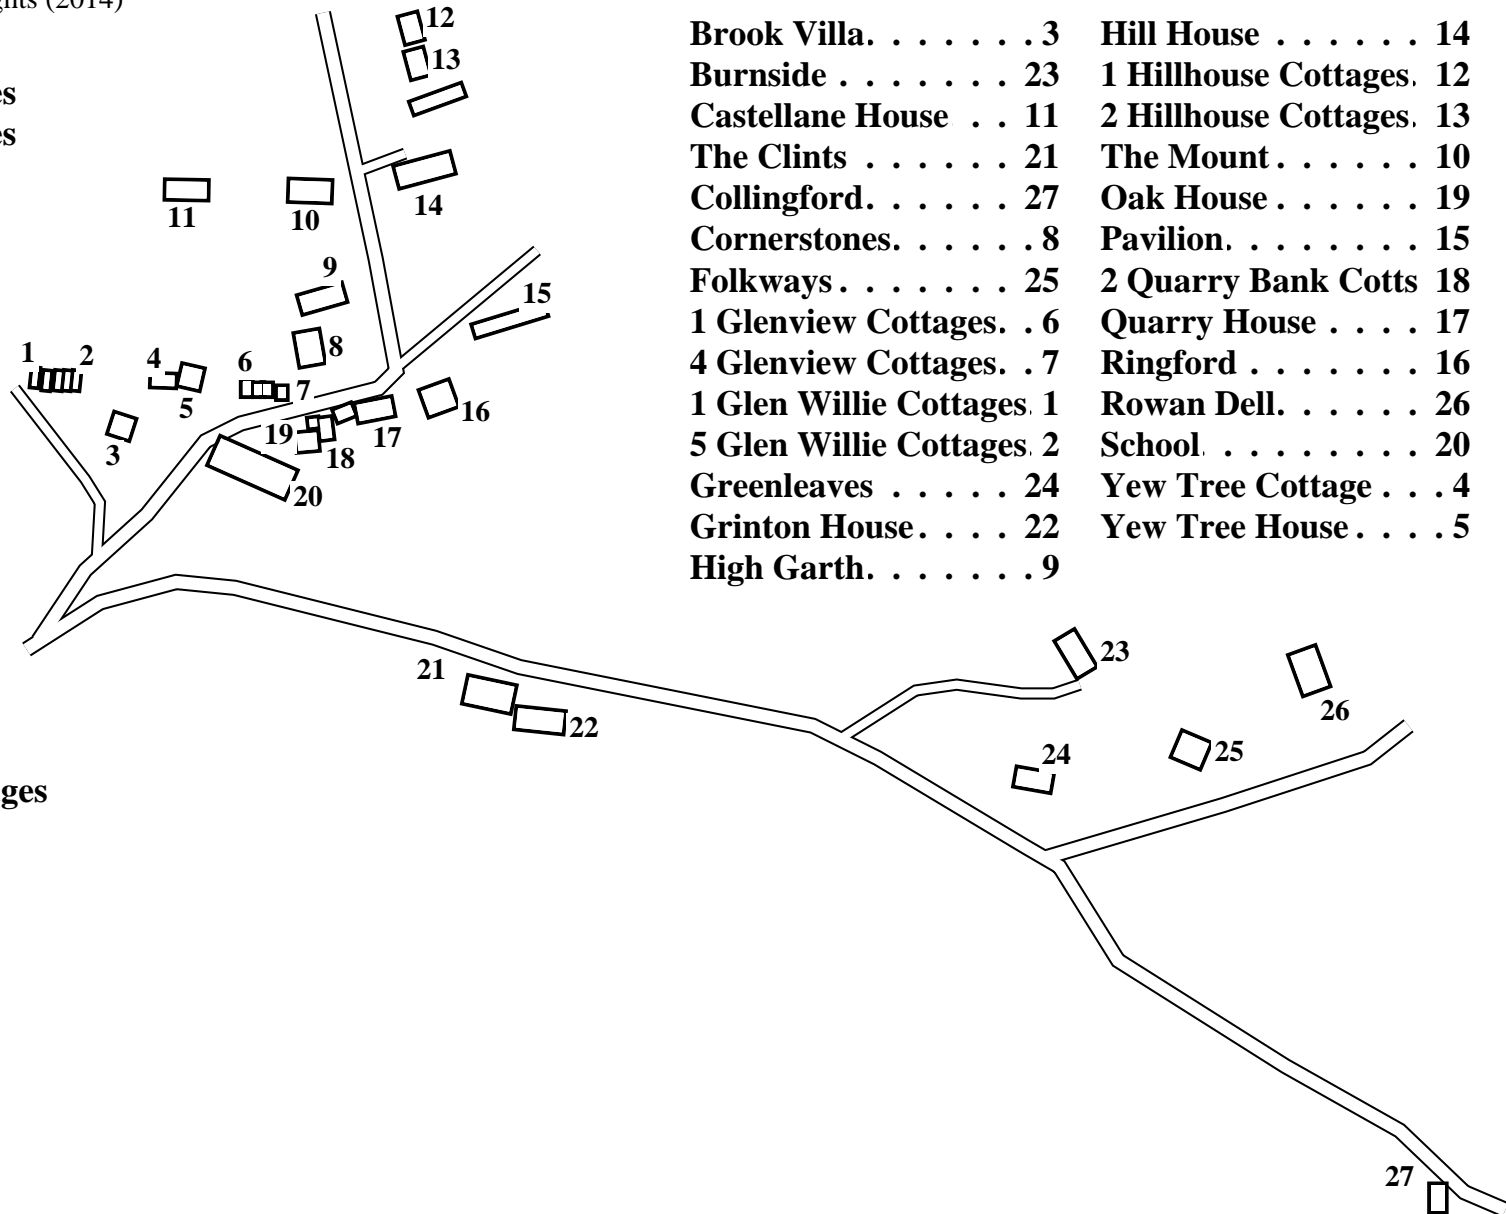 hts (2014)
es
es
ges
Brook Villa. . . . . . . 3
Burnside . . . . . . . 23
Castellane House . . 11
The Clints . . . . . . 21
Collingford. . . . . . 27
Cornerstones. . . . . . 8
Folkways . . . . . . . 25
1 Glenview Cottages. . 6
4 Glenview Cottages. . 7
1 Glen Willie Cottages. 1
5 Glen Willie Cottages. 2
Greenleaves . . . . . 24
Grinton House . . . . 22
High Garth. . . . . . . 9
Hill House . . . . . . 14
1 Hillhouse Cottages. 12
2 Hillhouse Cottages. 13
The Mount . . . . . . 10
Oak House . . . . . . 19
Pavilion. . . . . . . . 15
2 Quarry Bank Cotts 18
Quarry House . . . . 17
Ringford . . . . . . . 16
Rowan Dell. . . . . . 26
School. . . . . . . . . 20
Yew Tree Cottage . . . 4
Yew Tree House . . . . 5
12
13
14
11
10
9
15
8
1
2
4
6
7
5
16
3
19
18
17
20
21
22
23
24
25
26
27